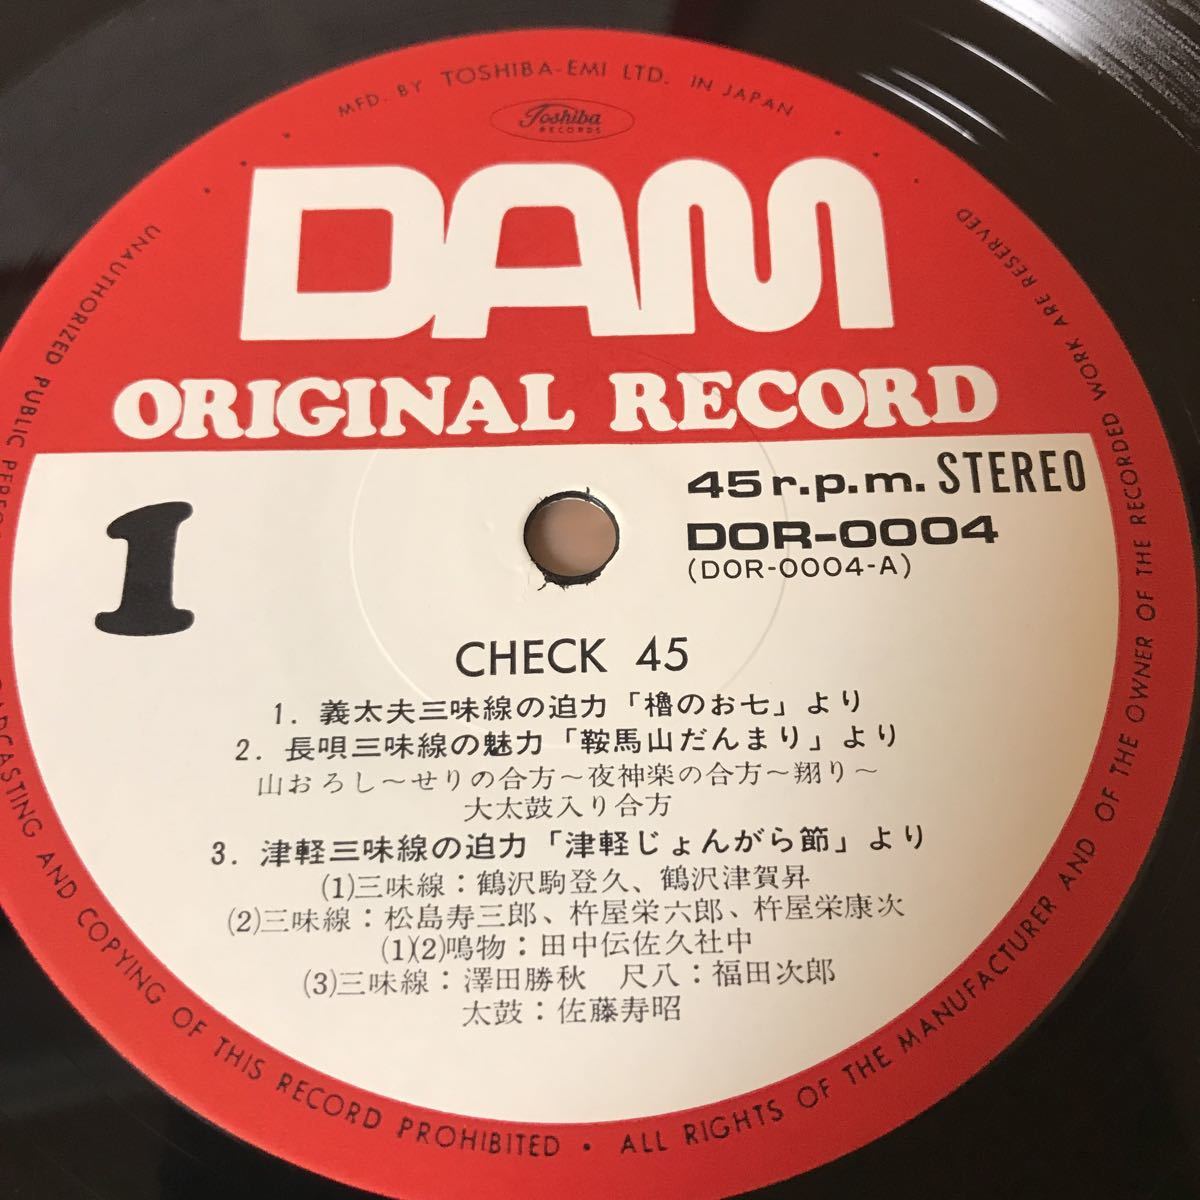 MFD. BY TOSHIBA-EMI LTD. IN JAPAN
Toshiba
RECORDS
DAM
ORIGINAL RECORD
1
45 r.p.m. STEREO
DOR-0004
(DOR-0004-A)
CHECK 45
1. 義太夫三味線の迫力「櫓のお七」より
2. 長唄三味線の魅力「鞍馬山だんまり」より
山おろし〜せりの合方〜夜神楽の合方〜翔り〜
大太鼓入り合方
3. 津軽三味線の迫力「津軽じょんがら節」より
(1)三味線:鶴沢駒登久、鶴沢津賀昇
(2)三味線:松島寿三郎、杵屋栄六郎、杵屋栄康次
(1)(2)鳴物:田中伝佐久社中
(3)三味線:澤田勝秋 尺八:福田次郎
太鼓:佐藤寿昭
UNAUTHORIZED PUBLIC AND COPYING OF THIS RECORD PROHIBITED • ALL RIGHTS OF THE MANUFACTURER AND OF THE OWNER OF THE RECORDED WORK ARE RESERVED